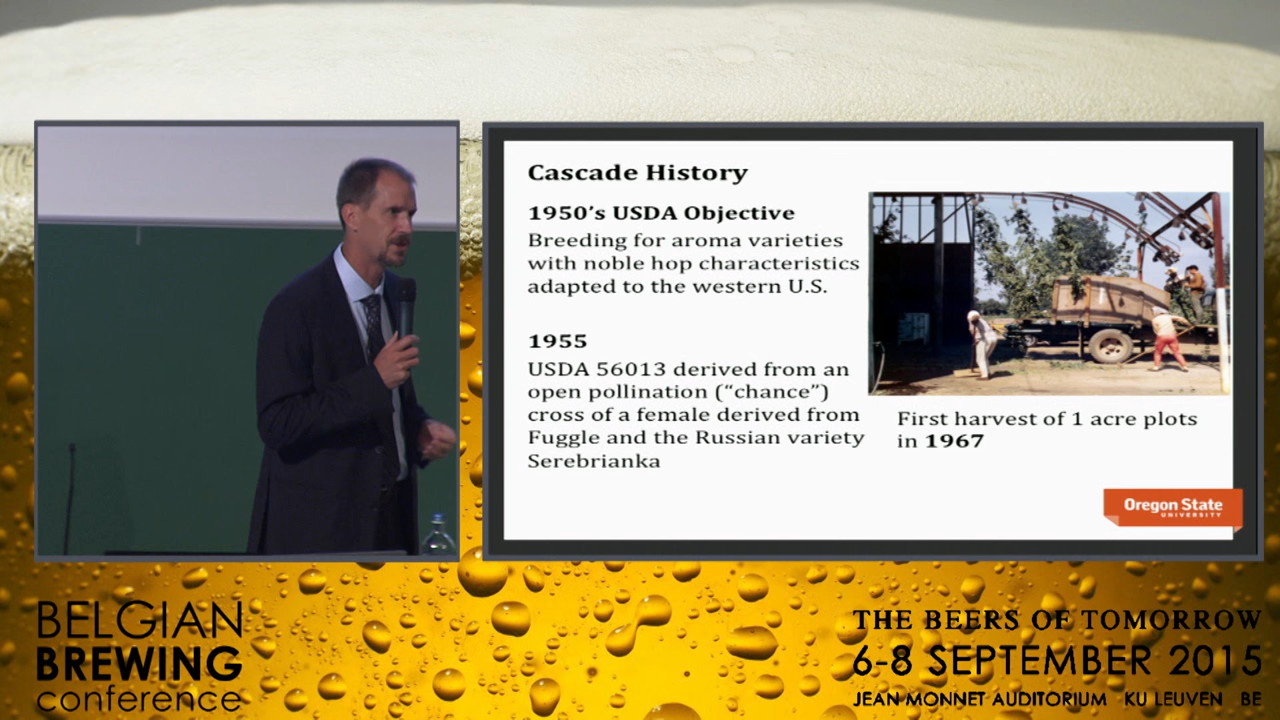 Cascade History
1950's USDA Objective
Breeding for aroma varieties
with noble hop characteristics
adapted to the western U.S.
1955
USDA 56013 derived from an
open pollination (“chance”)
cross of a female derived from
Fuggle and the Russian variety
Serebrianka
First harvest of 1 acre plots
in 1967
Oregon State
UNIVERSITY
BELGIAN
BREWING
conference
THE BEERS OF TOMORROW
6-8 SEPTEMBER 2015
JEAN MONNET AUDITORIUM KU LEUVEN BE